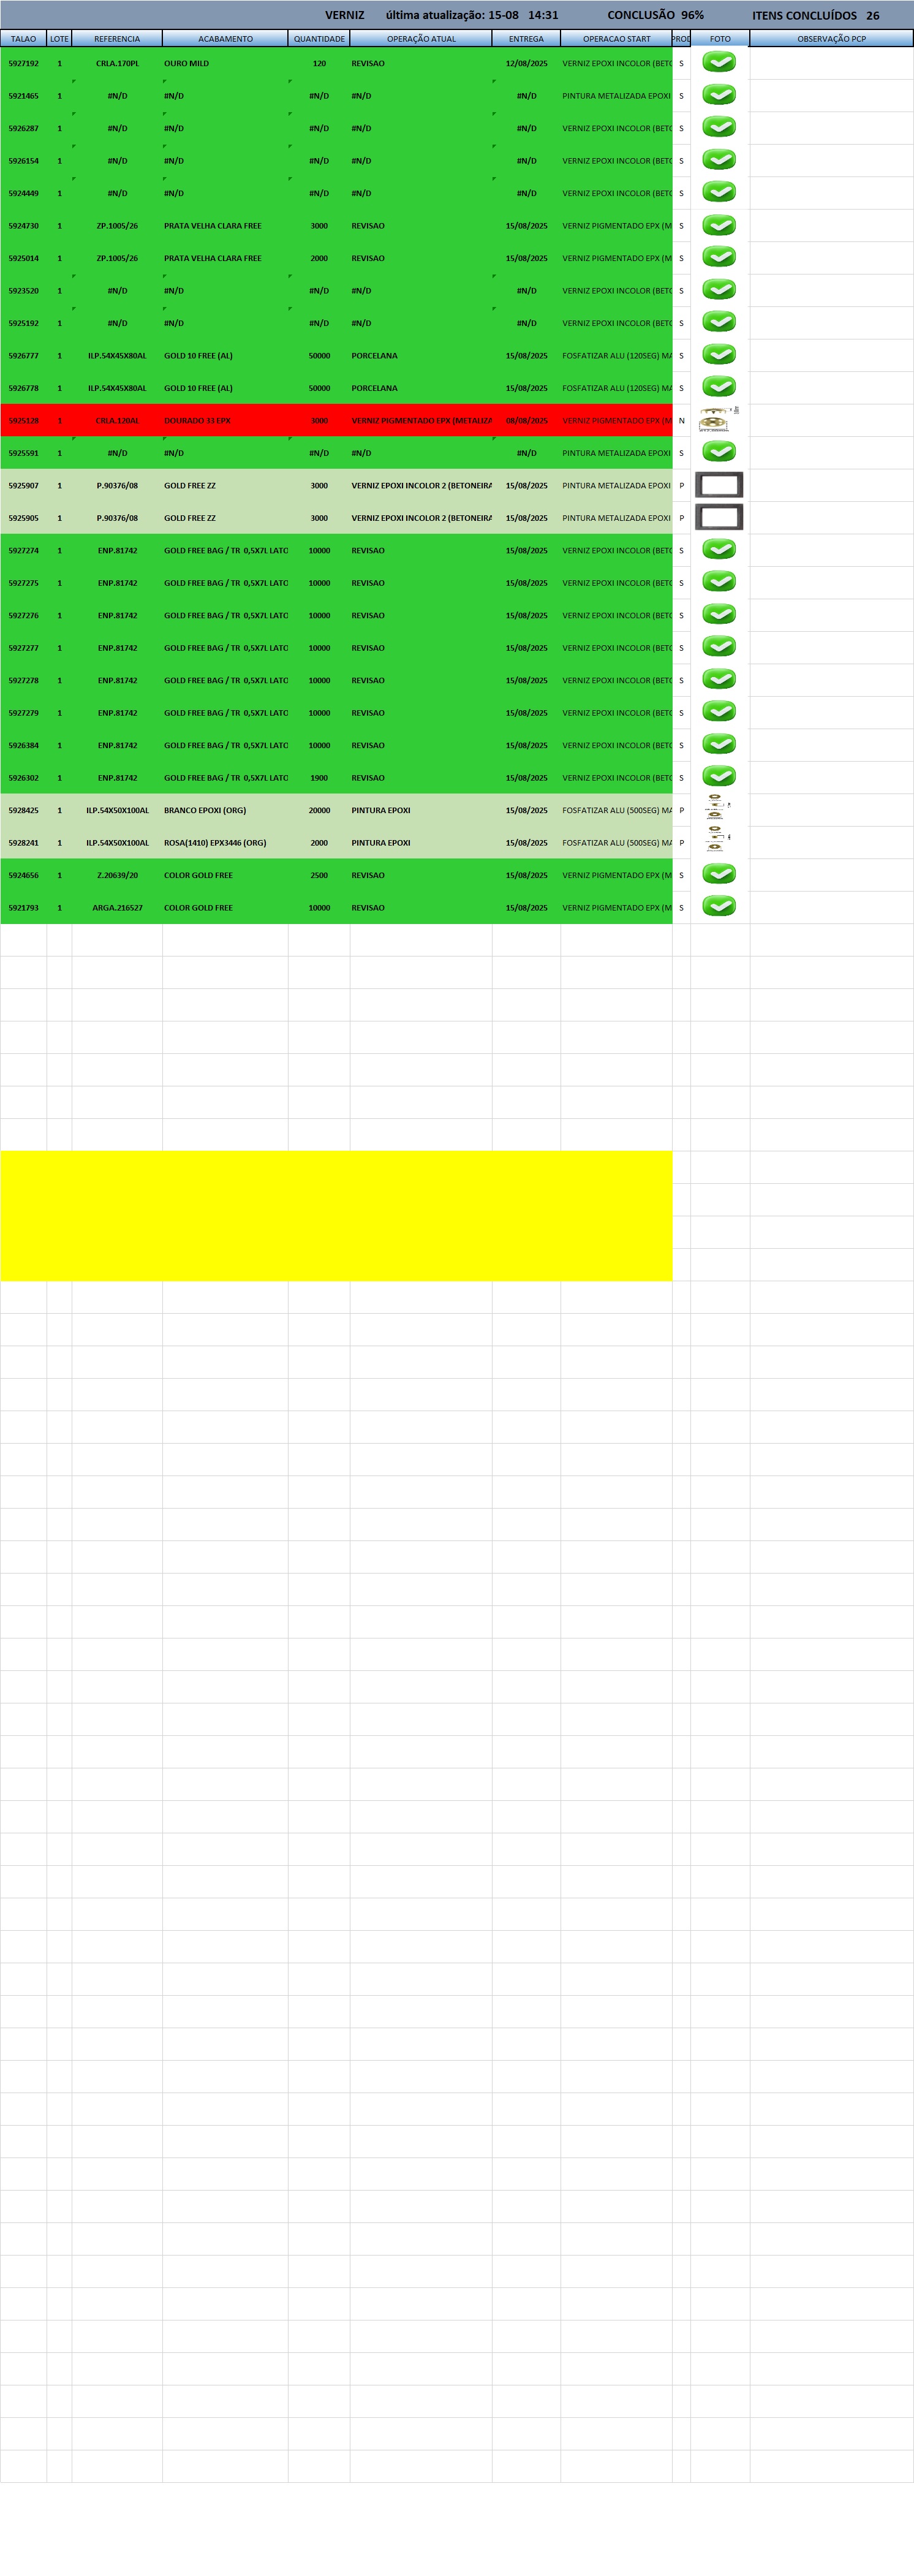 VERNIZ última atualização: 15-08 14:31 CONCLUSÃO 96% ITENS CONCLUÍDOS 26
TALAO LOTE REFERENCIA ACABAMENTO QUANTIDADE OPERAÇÃO ATUAL ENTREGA OPERACAO START PROD FOTO OBSERVAÇÃO PCP
5927192 1 CRLA.170PL OURO MILD 120 REVISAO 12/08/2025 VERNIZ EPOXI INCOLOR (BETO S
5921465 1 #N/D #N/D #N/D #N/D #N/D PINTURA METALIZADA EPOXI S
5926287 1 #N/D #N/D #N/D #N/D #N/D VERNIZ EPOXI INCOLOR (BETO S
5926154 1 #N/D #N/D #N/D #N/D #N/D VERNIZ EPOXI INCOLOR (BETO S
5924449 1 #N/D #N/D #N/D #N/D #N/D VERNIZ EPOXI INCOLOR (BETO S
5924730 1 ZP.1005/26 PRATA VELHA CLARA FREE 3000 REVISAO 15/08/2025 VERNIZ PIGMENTADO EPX (M S
5925014 1 ZP.1005/26 PRATA VELHA CLARA FREE 2000 REVISAO 15/08/2025 VERNIZ PIGMENTADO EPX (M S
5923520 1 #N/D #N/D #N/D #N/D #N/D VERNIZ EPOXI INCOLOR (BETO S
5925192 1 #N/D #N/D #N/D #N/D #N/D VERNIZ EPOXI INCOLOR (BETO S
5926777 1 ILP.54X45X80AL GOLD 10 FREE (AL) 50000 PORCELANA 15/08/2025 FOSFATIZAR ALU (120SEG) MA S
5926778 1 ILP.54X45X80AL GOLD 10 FREE (AL) 50000 PORCELANA 15/08/2025 FOSFATIZAR ALU (120SEG) MA S
5925128 1 CRLA.120AL DOURADO 33 EPX 3000 VERNIZ PIGMENTADO EPX (METALIZA 08/08/2025 VERNIZ PIGMENTADO EPX (M N
5925591 1 #N/D #N/D #N/D #N/D #N/D PINTURA METALIZADA EPOXI S
5925907 1 P.90376/08 GOLD FREE ZZ 3000 VERNIZ EPOXI INCOLOR 2 (BETONEIRA 15/08/2025 PINTURA METALIZADA EPOXI P
5925905 1 P.90376/08 GOLD FREE ZZ 3000 VERNIZ EPOXI INCOLOR 2 (BETONEIRA 15/08/2025 PINTURA METALIZADA EPOXI P
5927274 1 ENP.81742 GOLD FREE BAG / TR 0,5X7L LATO 10000 REVISAO 15/08/2025 VERNIZ EPOXI INCOLOR (BETO S
5927275 1 ENP.81742 GOLD FREE BAG / TR 0,5X7L LATO 10000 REVISAO 15/08/2025 VERNIZ EPOXI INCOLOR (BETO S
5927276 1 ENP.81742 GOLD FREE BAG / TR 0,5X7L LATO 10000 REVISAO 15/08/2025 VERNIZ EPOXI INCOLOR (BETO S
5927277 1 ENP.81742 GOLD FREE BAG / TR 0,5X7L LATO 10000 REVISAO 15/08/2025 VERNIZ EPOXI INCOLOR (BETO S
5927278 1 ENP.81742 GOLD FREE BAG / TR 0,5X7L LATO 10000 REVISAO 15/08/2025 VERNIZ EPOXI INCOLOR (BETO S
5927279 1 ENP.81742 GOLD FREE BAG / TR 0,5X7L LATO 10000 REVISAO 15/08/2025 VERNIZ EPOXI INCOLOR (BETO S
5926384 1 ENP.81742 GOLD FREE BAG / TR 0,5X7L LATO 10000 REVISAO 15/08/2025 VERNIZ EPOXI INCOLOR (BETO S
5926302 1 ENP.81742 GOLD FREE BAG / TR 0,5X7L LATO 1900 REVISAO 15/08/2025 VERNIZ EPOXI INCOLOR (BETO S
5928425 1 ILP.54X50X100AL BRANCO EPOXI (ORG) 20000 PINTURA EPOXI 15/08/2025 FOSFATIZAR ALU (500SEG) MA P
5928241 1 ILP.54X50X100AL ROSA(1410) EPX3446 (ORG) 2000 PINTURA EPOXI 15/08/2025 FOSFATIZAR ALU (500SEG) MA P
5924656 1 Z.20639/20 COLOR GOLD FREE 2500 REVISAO 15/08/2025 VERNIZ PIGMENTADO EPX (M S
5921793 1 ARGA.216527 COLOR GOLD FREE 10000 REVISAO 15/08/2025 VERNIZ PIGMENTADO EPX (M S